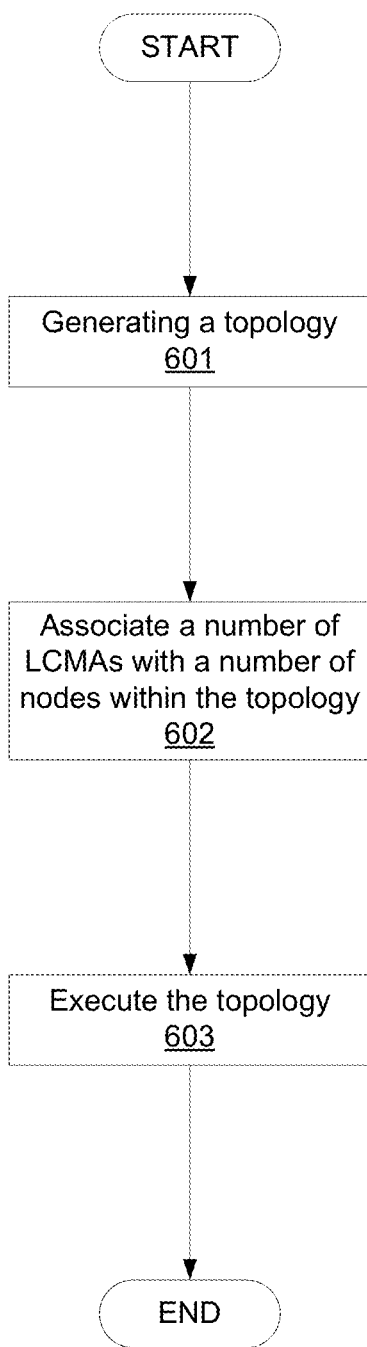 START
Generating a topology
601
Associate a number of
LCMAs with a number of
nodes within the topology
602
Execute the topology
603
END